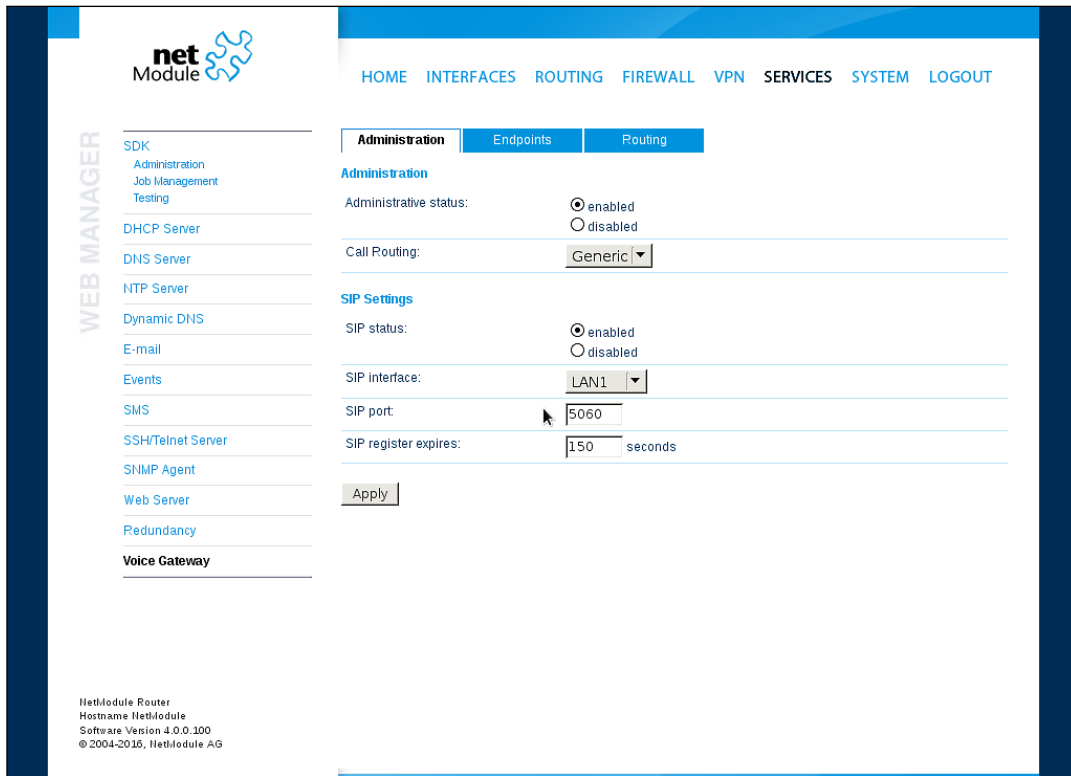 net
Module
HOME INTERFACES ROUTING FIREWALL VPN SERVICES SYSTEM LOGOUT
WEB MANAGER
SDK
Administration
Job Management
Testing
DHCP Server
DNS Server
NTP Server
Dynamic DNS
E-mail
Events
SMS
SSH/Telnet Server
SNMP Agent
Web Server
Redundancy
Voice Gateway
Administration Endpoints Routing
Administration
Administrative status: enabled
disabled
Call Routing: Generic
SIP Settings
SIP status: enabled
disabled
SIP interface: LAN1
SIP port: 5060
SIP register expires: 150 seconds
Apply
NetModule Router
Hostname NetModule
Software Version 4.0.0.100
© 2004-2016, NetModule AG